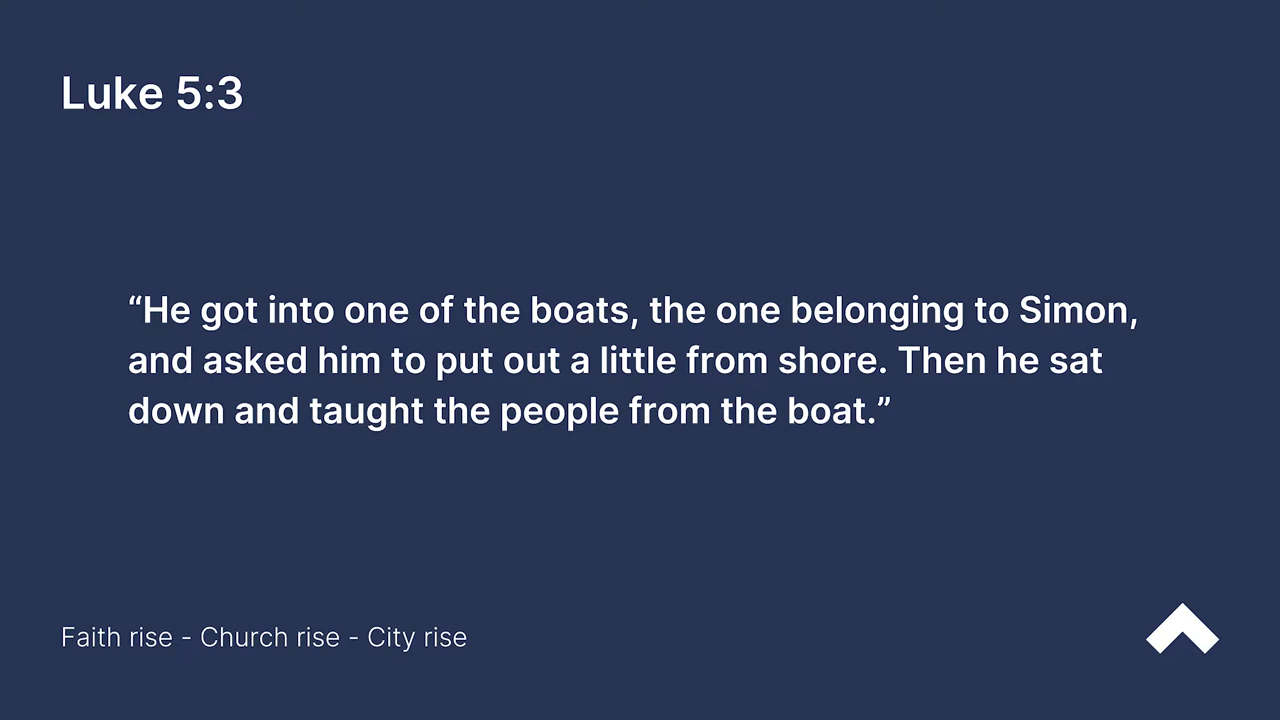 Luke 5:3
“He got into one of the boats, the one belonging to Simon,
and asked him to put out a little from shore. Then he sat
down and taught the people from the boat.”
Faith rise - Church rise - City rise